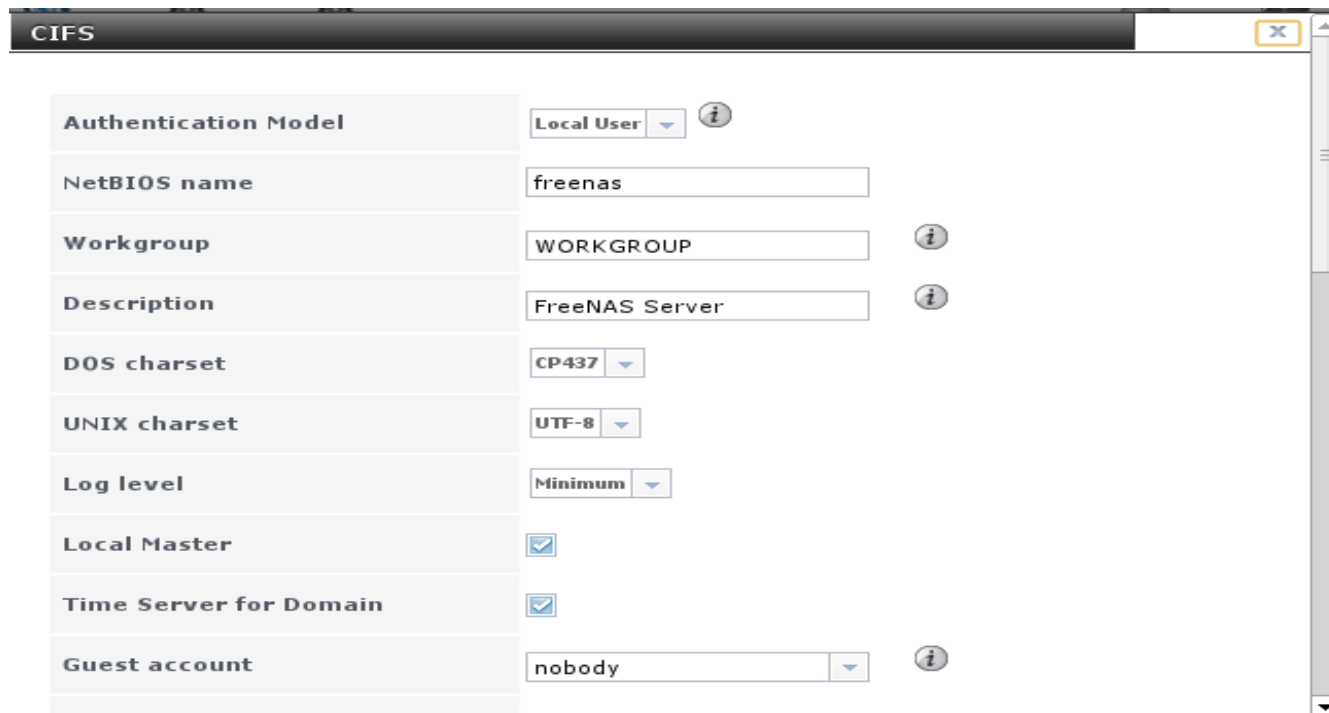 CIFS
Authentication Model Local User
NetBIOS name freenas
Workgroup WORKGROUP
Description FreeNAS Server
DOS charset CP437
UNIX charset UTF-8
Log level Minimum
Local Master
Time Server for Domain
Guest account nobody